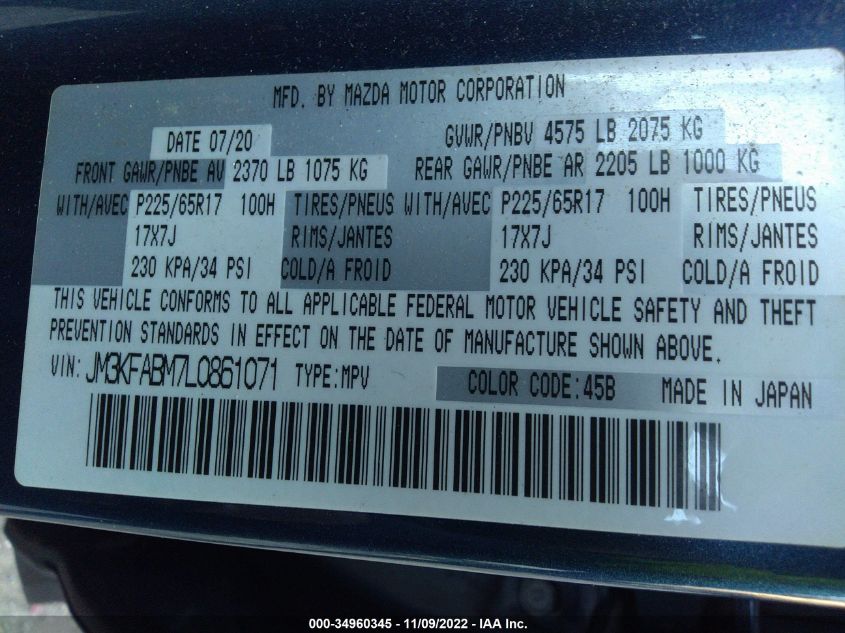 MFD. BY MAZDA MOTOR CORPORATION
DATE 07/20 GVWR/PNBV 4575 LB 2075 KG
FRONT GAWR/PNBE AV 2370 LB 1075 KG REAR GAWR/PNBE AR 2205 LB 1000 KG
WITH/AVEC P225/65R17 100H TIRES/PNEUS WITH/AVEC P225/65R17 100H TIRES/PNEUS
17X7J RIMS/JANTES 17X7J RIMS/JANTES
230 KPA/34 PSI COLD/A FROID 230 KPA/34 PSI COLD/A FROID
THIS VEHICLE CONFORMS TO ALL APPLICABLE FEDERAL MOTOR VEHICLE SAFETY AND THEFT
PREVENTION STANDARDS IN EFFECT ON THE DATE OF MANUFACTURE SHOWN ABOVE.
VIN: JM3KFABM7L0861071 TYPE:MPV COLOR CODE:45B MADE IN JAPAN
000-34960345 - 11/09/2022 - IAA Inc.